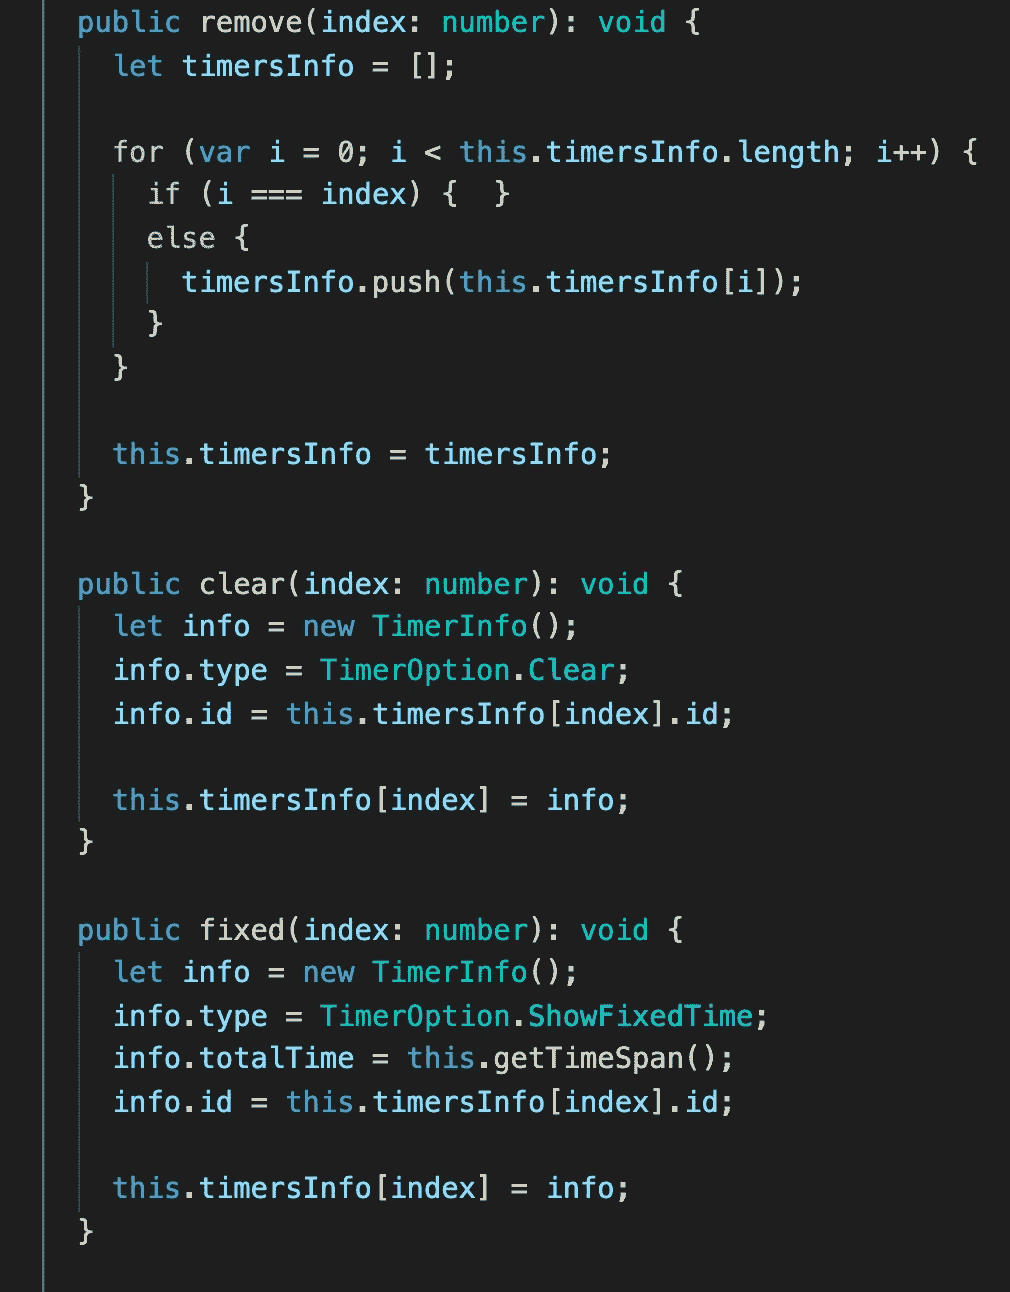 public remove(index: number): void {
let timersInfo = [];
for (var i = 0; i < this.timersInfo.length; i++) {
if (i === index) {  }
else {
timersInfo.push(this.timersInfo[i]);
}
}
this.timersInfo = timersInfo;
}
public clear(index: number): void {
let info = new TimerInfo();
info.type = TimerOption.Clear;
info.id = this.timersInfo[index].id;
this.timersInfo[index] = info;
}
public fixed(index: number): void {
let info = new TimerInfo();
info.type = TimerOption.ShowFixedTime;
info.totalTime = this.getTimeSpan();
info.id = this.timersInfo[index].id;
this.timersInfo[index] = info;
}